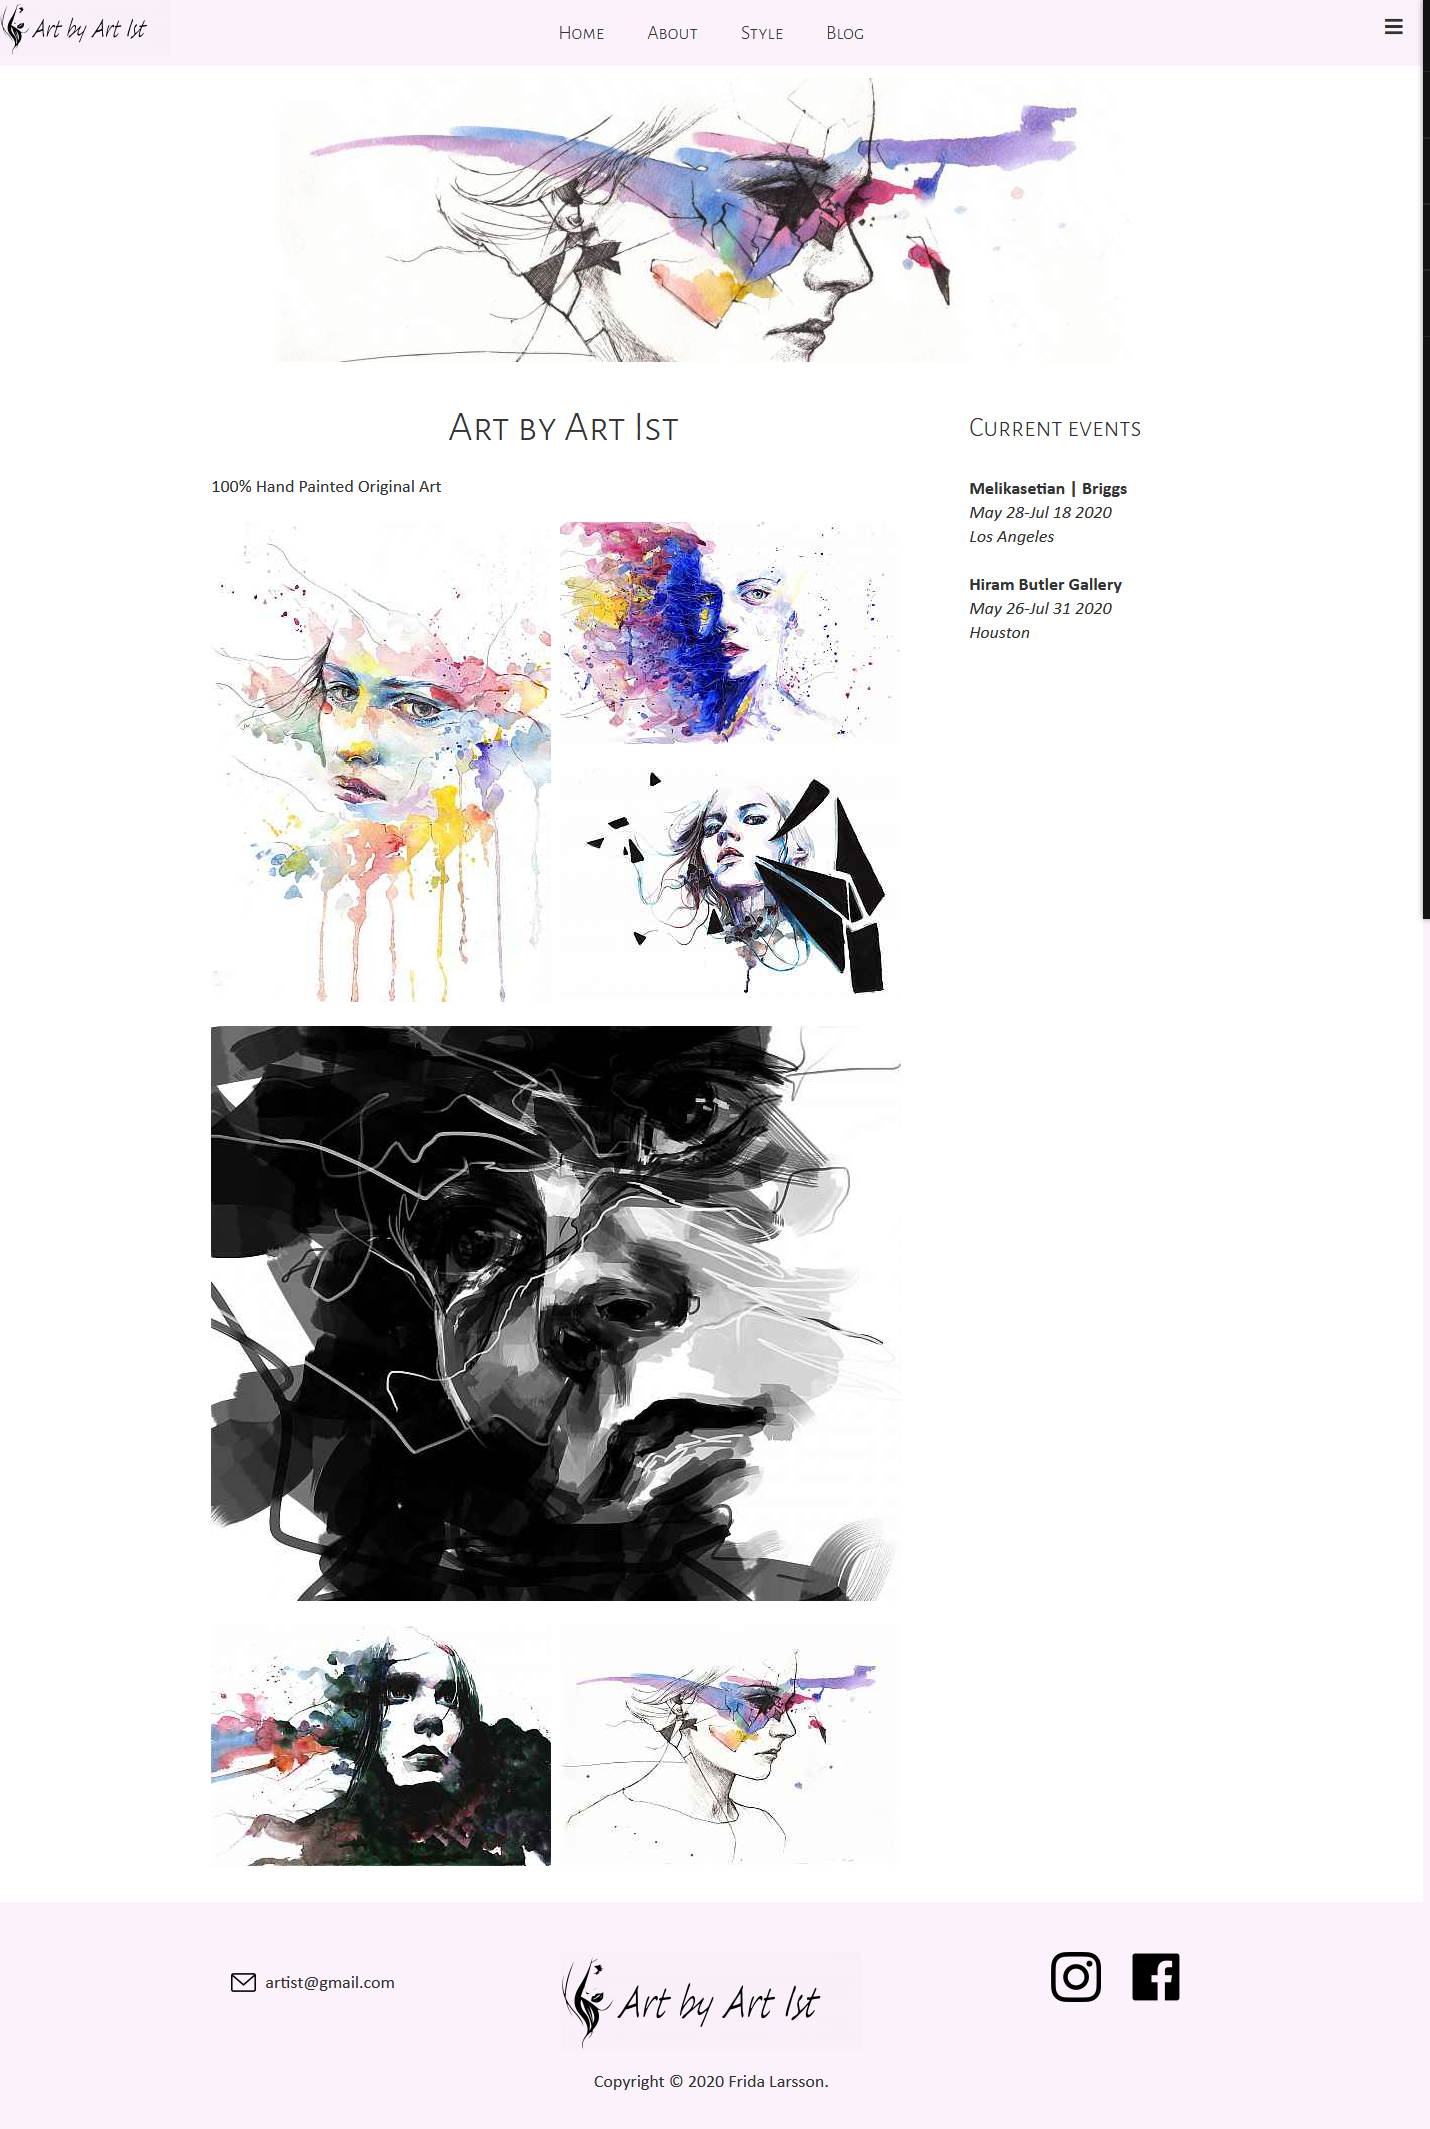 Art by Art Ist
Home About Style Blog
Art by Art Ist
100% Hand Painted Original Art
Current events
Melikasetian | Briggs
May 28-Jul 18 2020
Los Angeles
Hiram Butler Gallery
May 26-Jul 31 2020
Houston
artist@gmail.com
Art by Art Ist
Copyright © 2020 Frida Larsson.